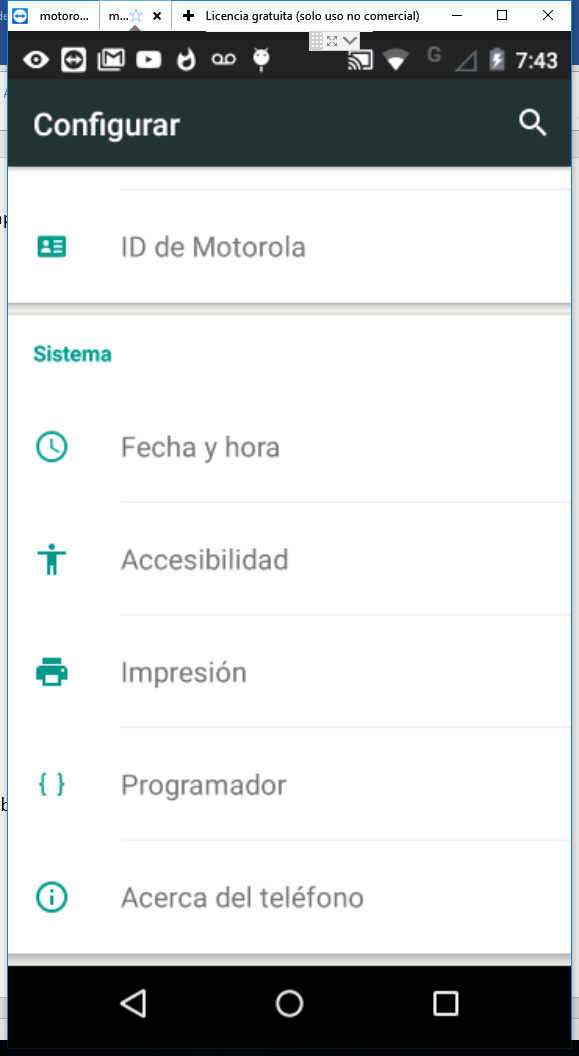 motoro...
m...
Licencia gratuita (solo uso no comercial)
G
7:43
Configurar
ID de Motorola
Sistema
Fecha y hora
Accesibilidad
Impresión
{ } Programador
Acerca del teléfono